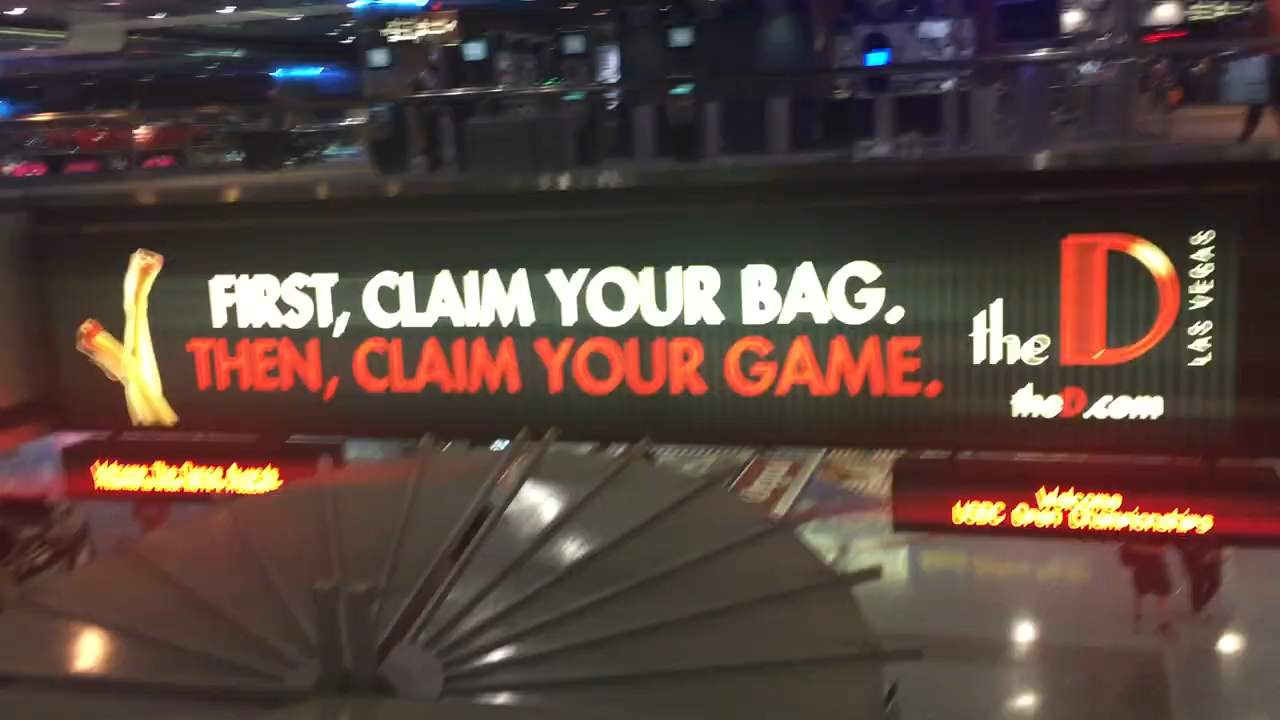 FIRST, CLAIM YOUR BAG.
THEN, CLAIM YOUR GAME.
the D
LAS VEGAS
theD.com
Welcome
USBC Open Championships